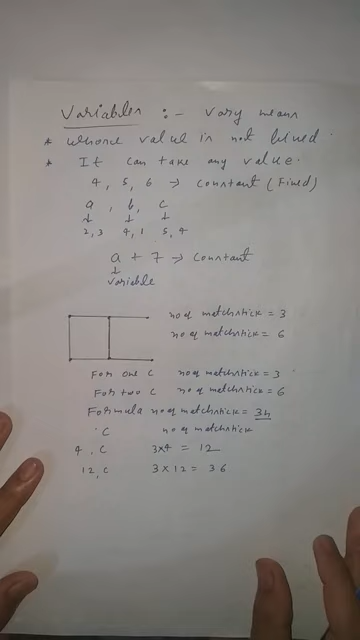 Variables :- vary means
* whose value is not fixed.
* It can take any value.
4, 5, 6 → constant (Fixed)
a, b, c
↓ ↓ ↓
2,3 4,1 5,4
a + 7 → constant
↓
variable
no of matchstick = 3
no of matchstick = 6
For one C no of matchstick = 3
For two C no of matchstick = 6
Formula no of matchstick = 3n
C no of matchstick
4, C 3x4 = 12
12, C 3 x 12 = 36